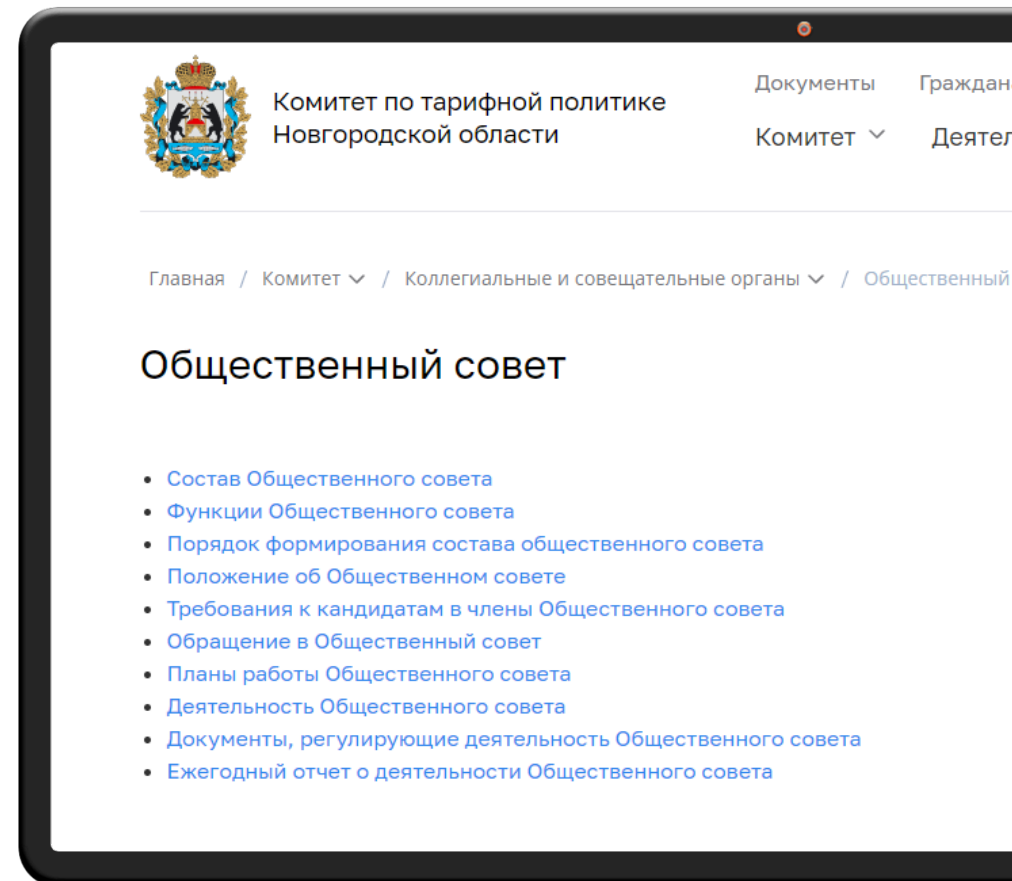 Комитет по тарифной политике
Новгородской области
Документы Граждан
Комитет Деятел
Главная / Комитет / Коллегиальные и совещательные органы / Общественный
Общественный совет
• Состав Общественного совета
• Функции Общественного совета
• Порядок формирования состава общественного совета
• Положение об Общественном совете
• Требования к кандидатам в члены Общественного совета
• Обращение в Общественный совет
• Планы работы Общественного совета
• Деятельность Общественного совета
• Документы, регулирующие деятельность Общественного совета
• Ежегодный отчет о деятельности Общественного совета